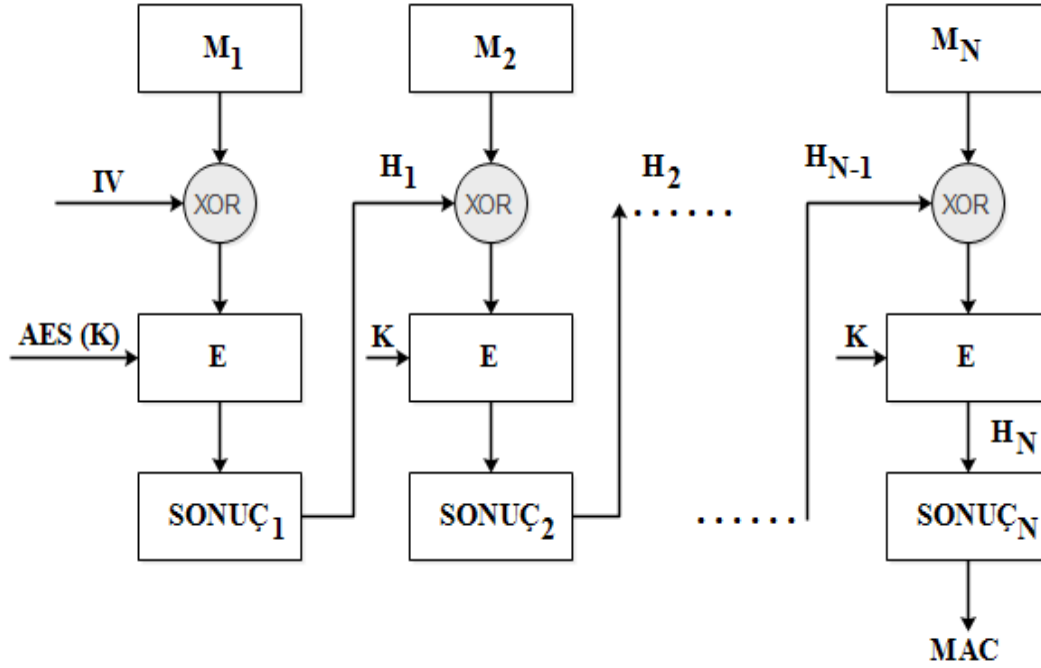 M1 M2 MN
H1 H2 HN-1
IV XOR XOR ...... XOR
AES (K) E K E K E
HN
SONUÇ1 SONUÇ2 ...... SONUÇN
MAC